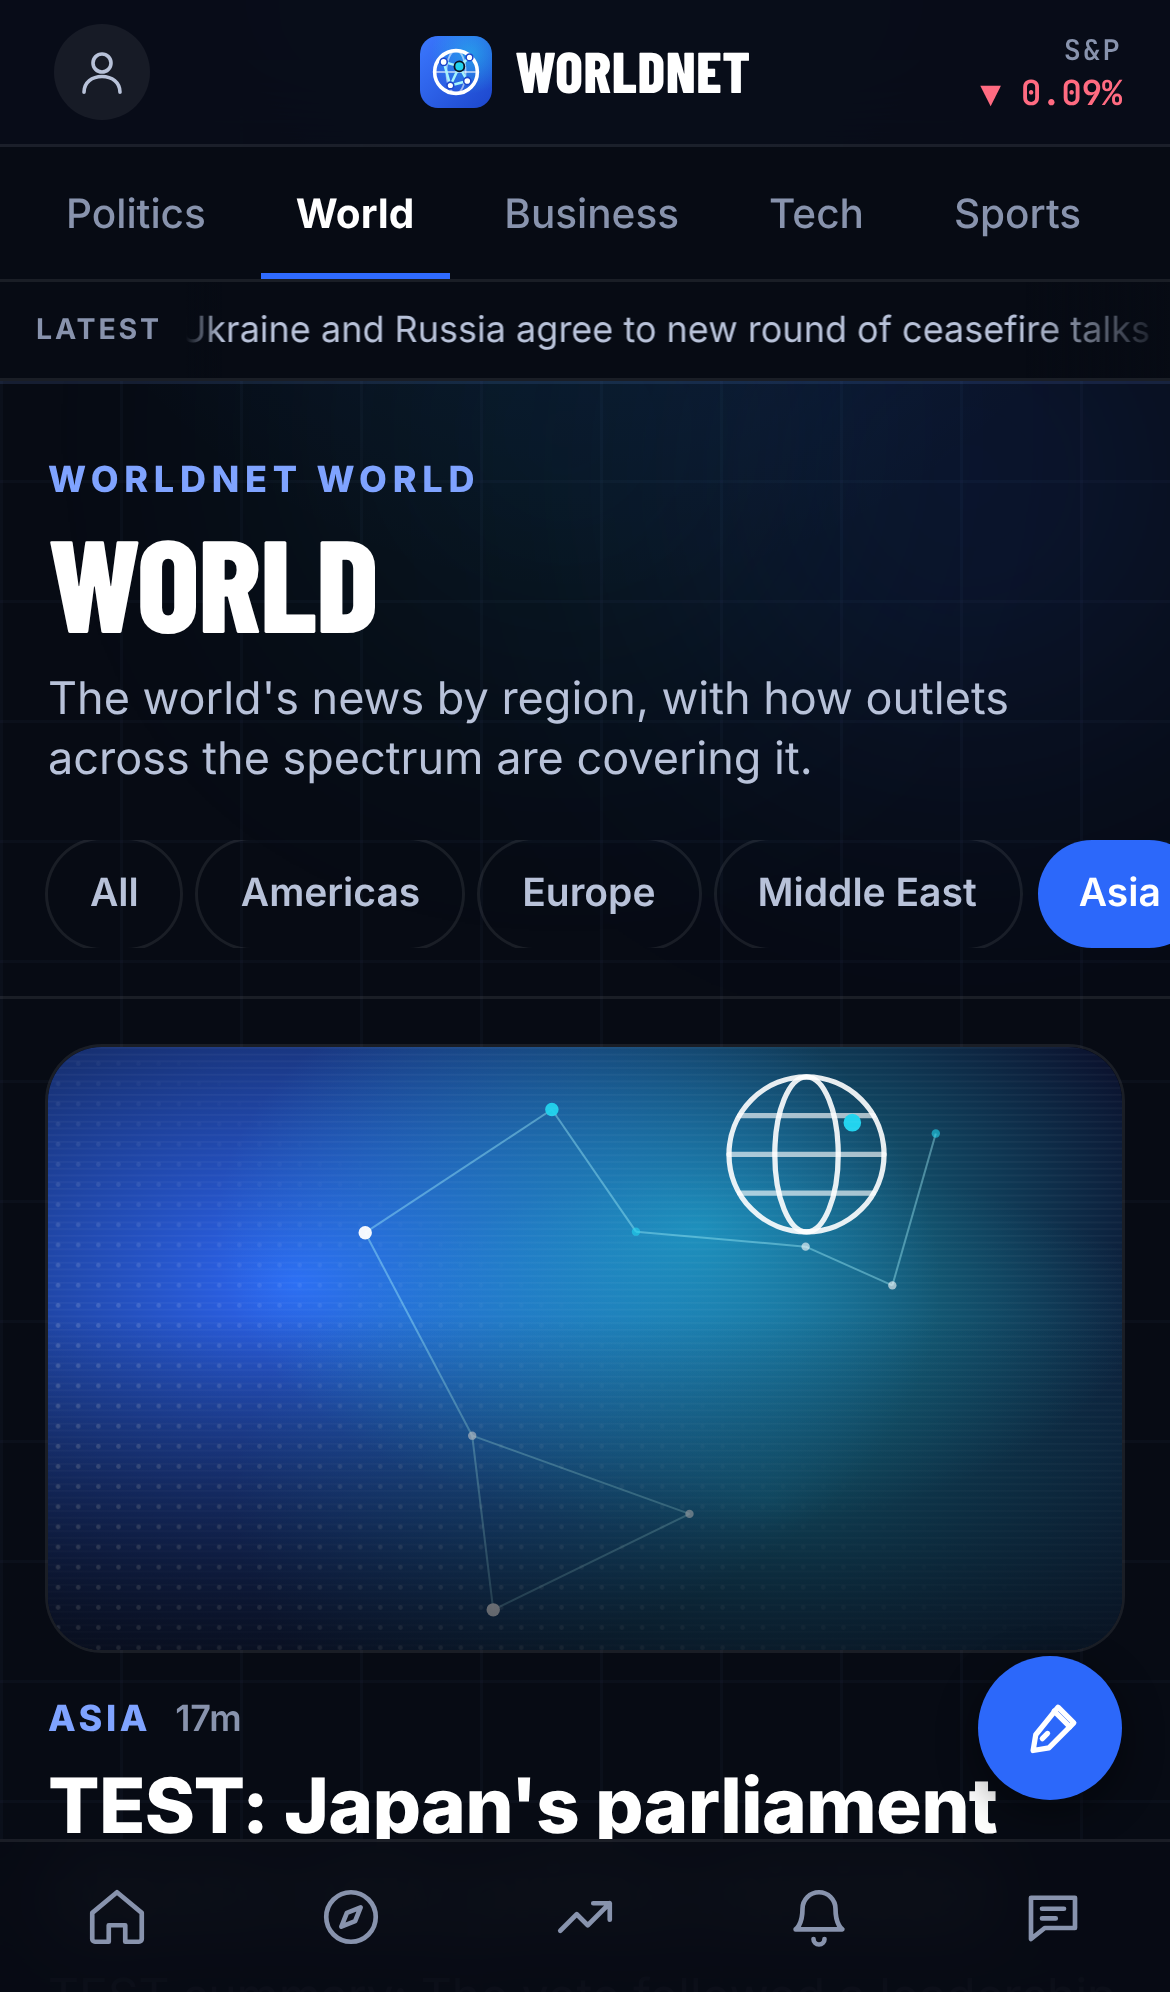 WORLDNET
S&P
▼ 0.09%
Politics World Business Tech Sports
LATEST Ukraine and Russia agree to new round of ceasefire talks
WORLDNET WORLD
WORLD
The world's news by region, with how outlets
across the spectrum are covering it.
All Americas Europe Middle East Asia
ASIA 17m
TEST: Japan's parliament